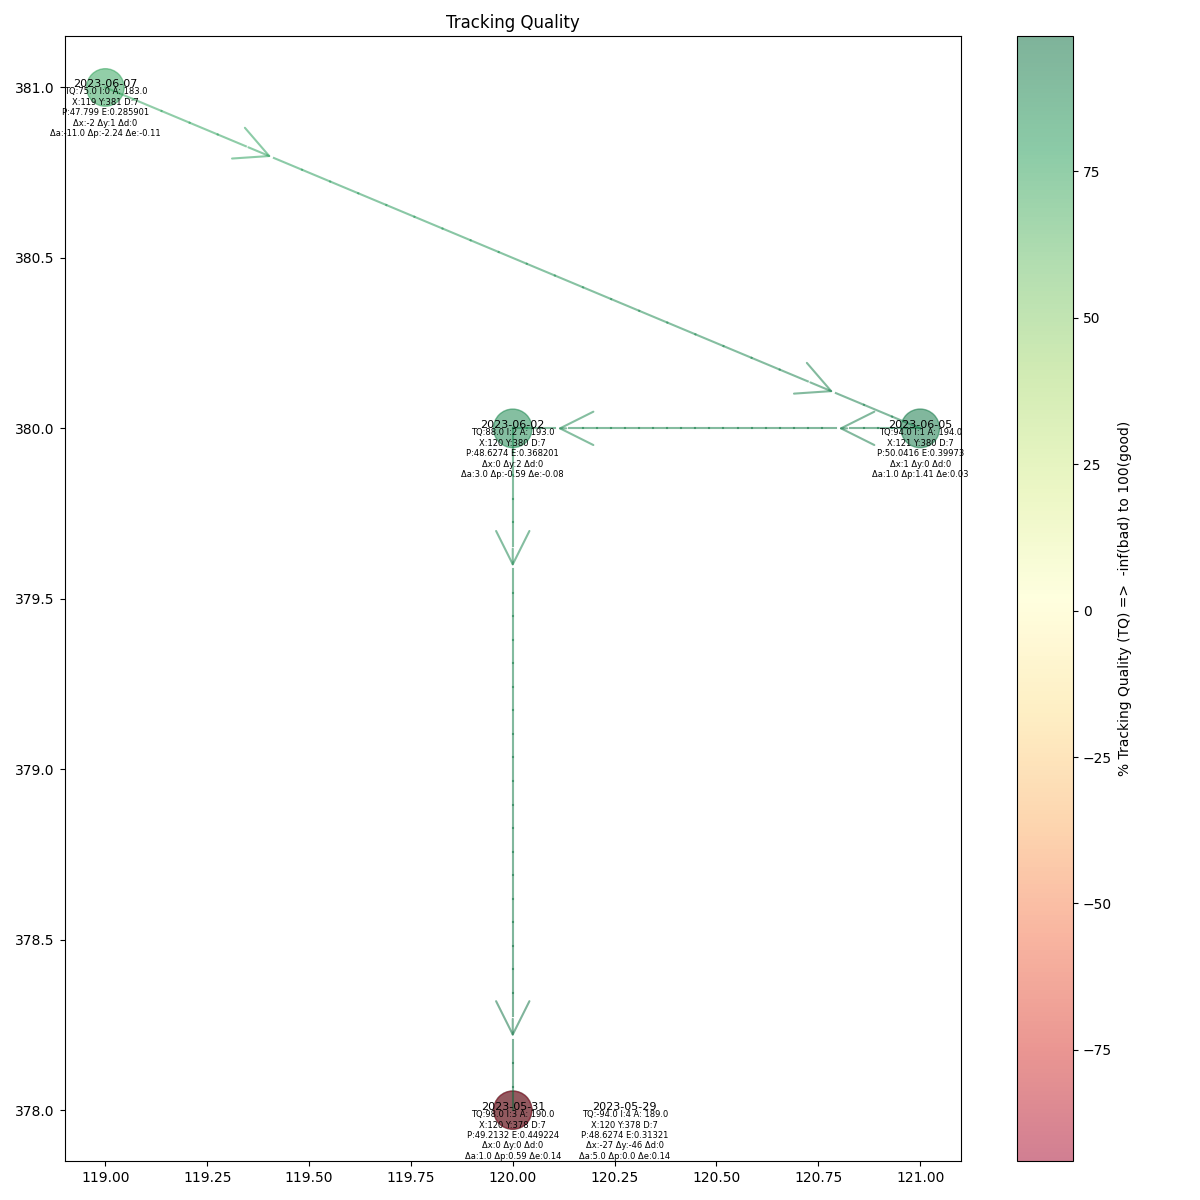 Tracking Quality
381.0
380.5
380.0
379.5
379.0
378.5
378.0
119.00
119.25
119.50
119.75
120.00
120.25
120.50
120.75
121.00
2023-06-07
TQ:75.0 I:0 A: 183.0
X:119 Y:381 D:7
P:47.799 E:0.285901
Δx:-2 Δy:1 Δd:0
Δa:-11.0 Δp:-2.24 Δe:-0.11
2023-06-02
TQ:88.0 I:2 A: 193.0
X:120 Y:380 D:7
P:48.6274 E:0.368201
Δx:0 Δy:2 Δd:0
Δa:3.0 Δp:-0.59 Δe:-0.08
2023-06-05
TQ:94.0 I:1 A: 194.0
X:121 Y:380 D:7
P:50.0416 E:0.39973
Δx:1 Δy:0 Δd:0
Δa:1.0 Δp:1.41 Δe:0.03
2023-05-31
TQ:98.0 I:3 A: 190.0
X:120 Y:378 D:7
P:49.2132 E:0.449224
Δx:0 Δy:0 Δd:0
Δa:1.0 Δp:0.59 Δe:0.14
2023-05-29
TQ:-94.0 I:4 A: 189.0
X:120 Y:378 D:7
P:48.6274 E:0.31321
Δx:-27 Δy:-46 Δd:0
Δa:5.0 Δp:0.0 Δe:0.14
75
50
25
0
−25
−50
−75
% Tracking Quality (TQ) => -inf(bad) to 100(good)